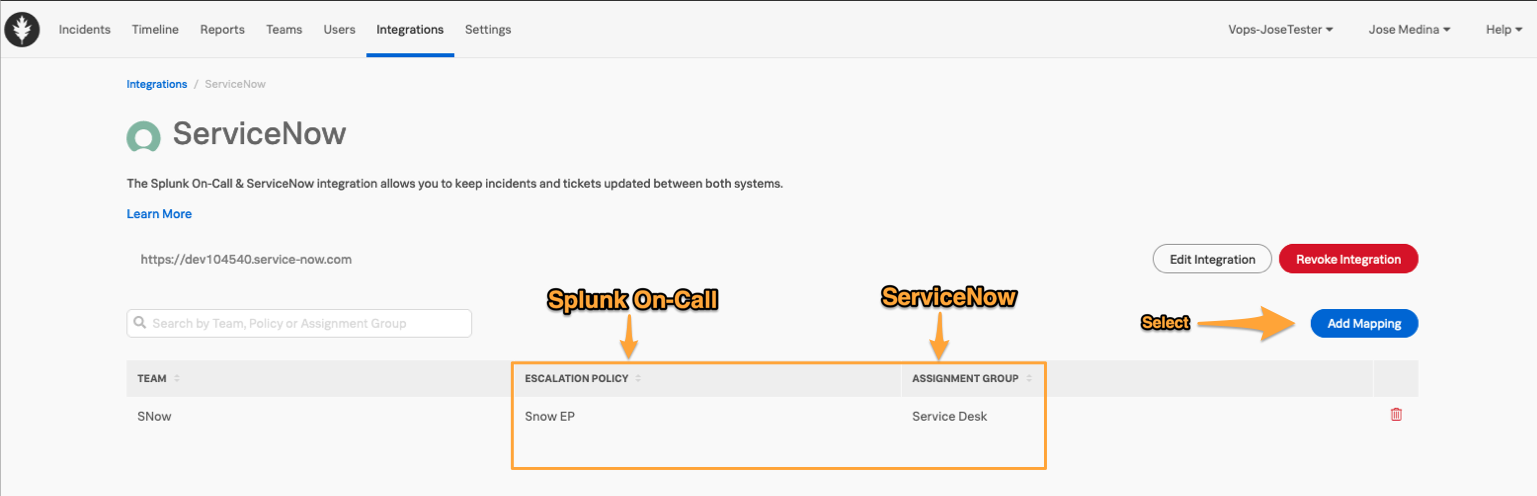 Incidents Timeline Reports Teams Users Integrations Settings Vops-JoseTester Jose Medina Help
Integrations / ServiceNow
ServiceNow
The Splunk On-Call & ServiceNow integration allows you to keep incidents and tickets updated between both systems.
Learn More
https://dev104540.service-now.com Edit Integration Revoke Integration
Splunk On-Call ServiceNow
Search by Team, Policy or Assignment Group Select Add Mapping
TEAM ESCALATION POLICY ASSIGNMENT GROUP
SNow Snow EP Service Desk